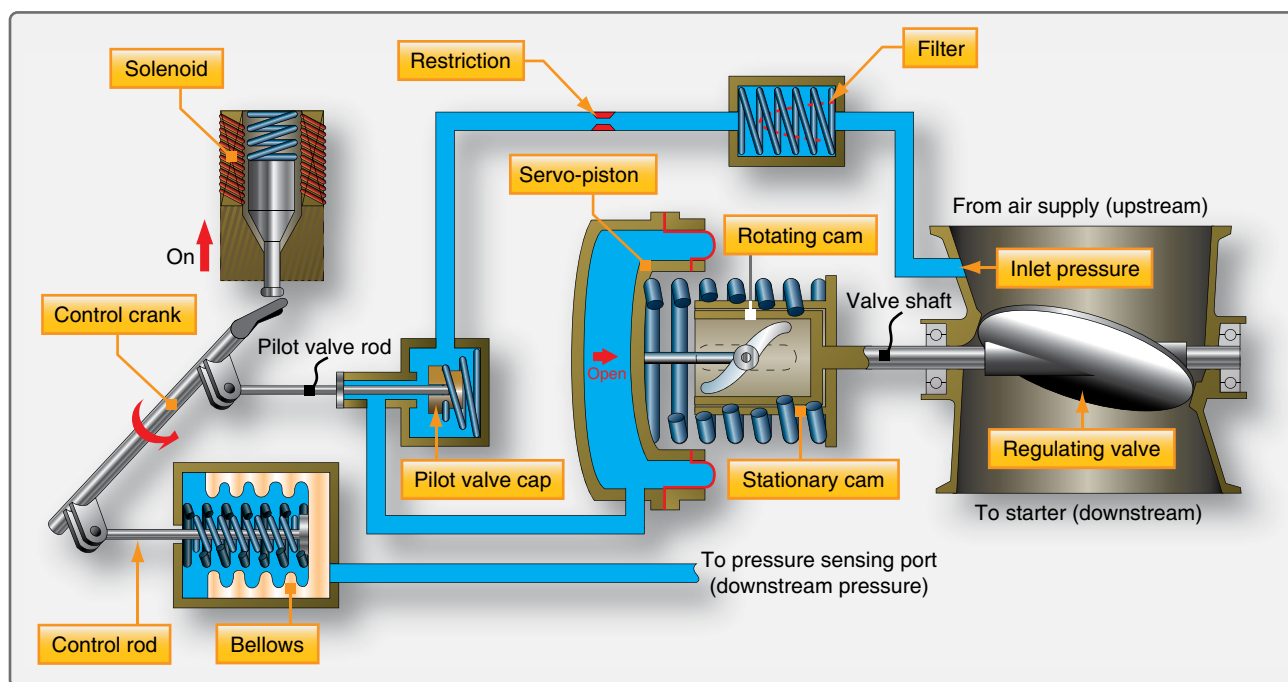 Solenoid
Restriction
Filter
Servo-piston
From air supply (upstream)
Rotating cam
On
Inlet pressure
Control crank
Valve shaft
Pilot valve rod
Open
Regulating valve
Pilot valve cap
Stationary cam
To starter (downstream)
To pressure sensing port
(downstream pressure)
Control rod
Bellows